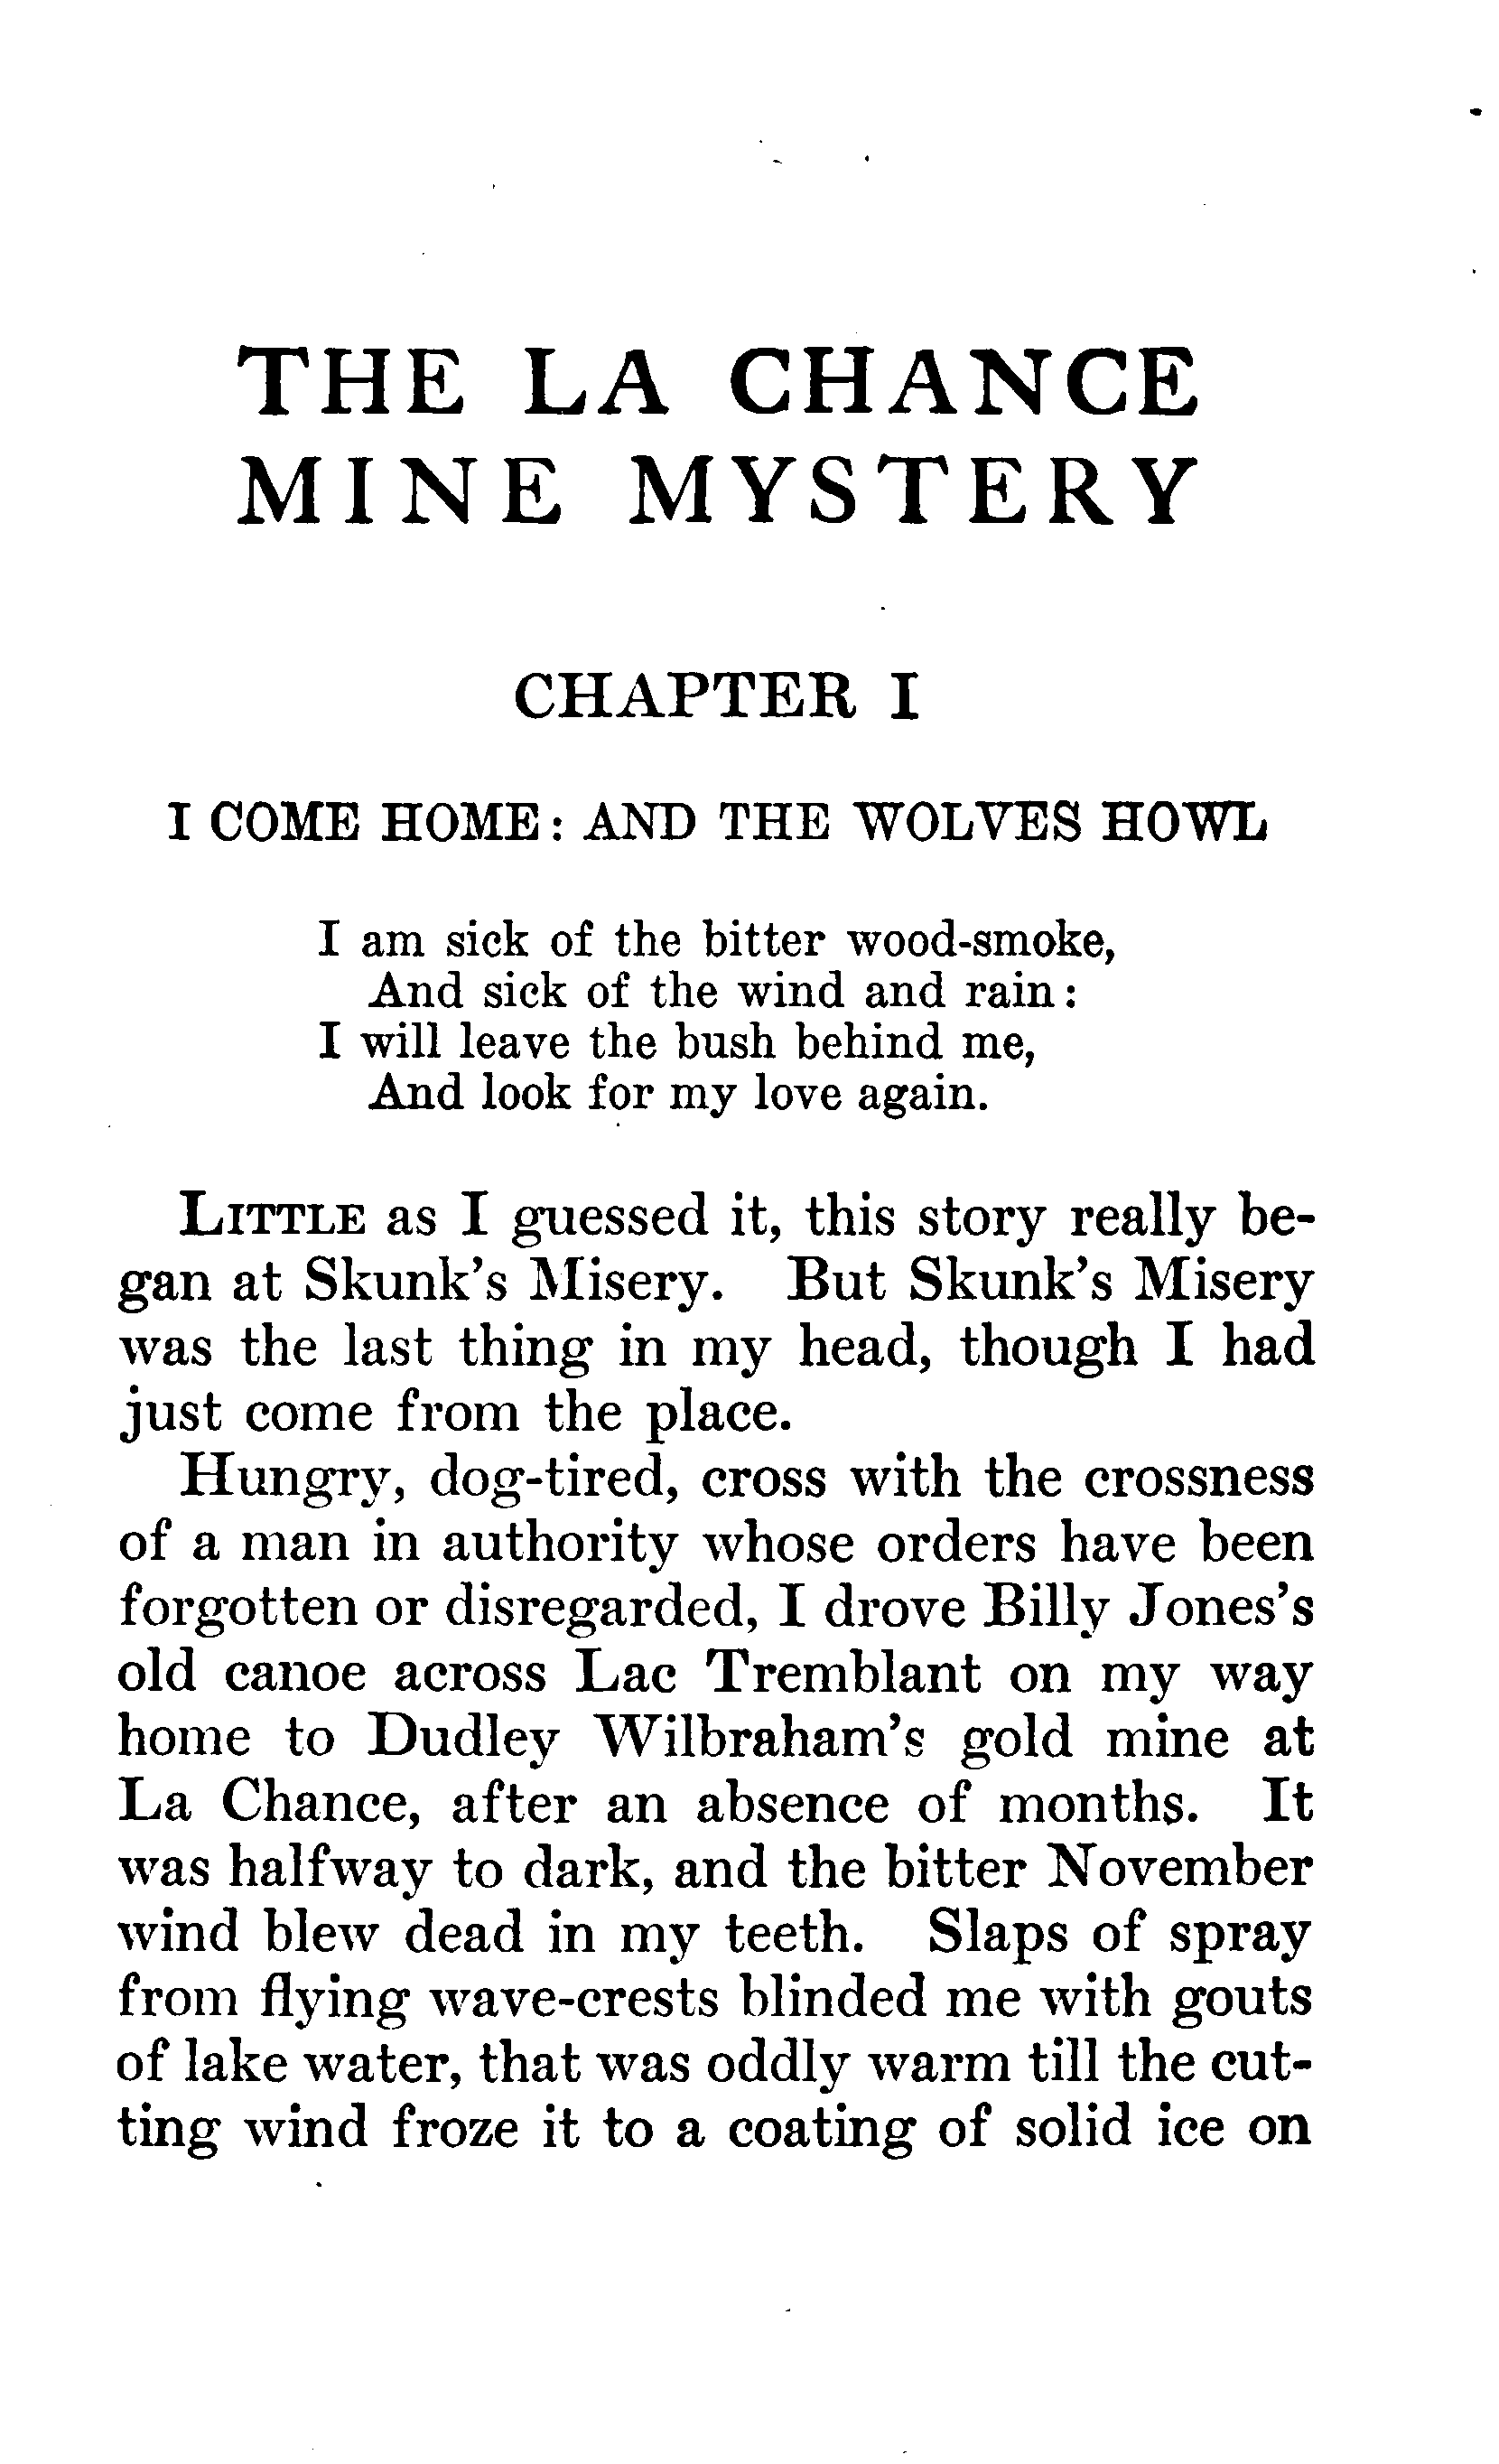 THE LA CHANCE
MINE MYSTERY
CHAPTER I
I COME HOME: AND THE WOLVES HOWL
I am sick of the bitter wood-smoke,
And sick of the wind and rain:
I will leave the bush behind me,
And look for my love again.
LITTLE as I guessed it, this story really be-
gan at Skunk's Misery. But Skunk's Misery
was the last thing in my head, though I had
just come from the place.
Hungry, dog-tired, cross with the crossness
of a man in authority whose orders have been
forgotten or disregarded, I drove Billy Jones's
old canoe across Lac Tremblant on my way
home to Dudley Wilbraham's gold mine at
La Chance, after an absence of months. It
was halfway to dark, and the bitter November
wind blew dead in my teeth. Slaps of spray
from flying wave-crests blinded me with gouts
of lake water, that was oddly warm till the cut-
ting wind froze it to a coating of solid ice on